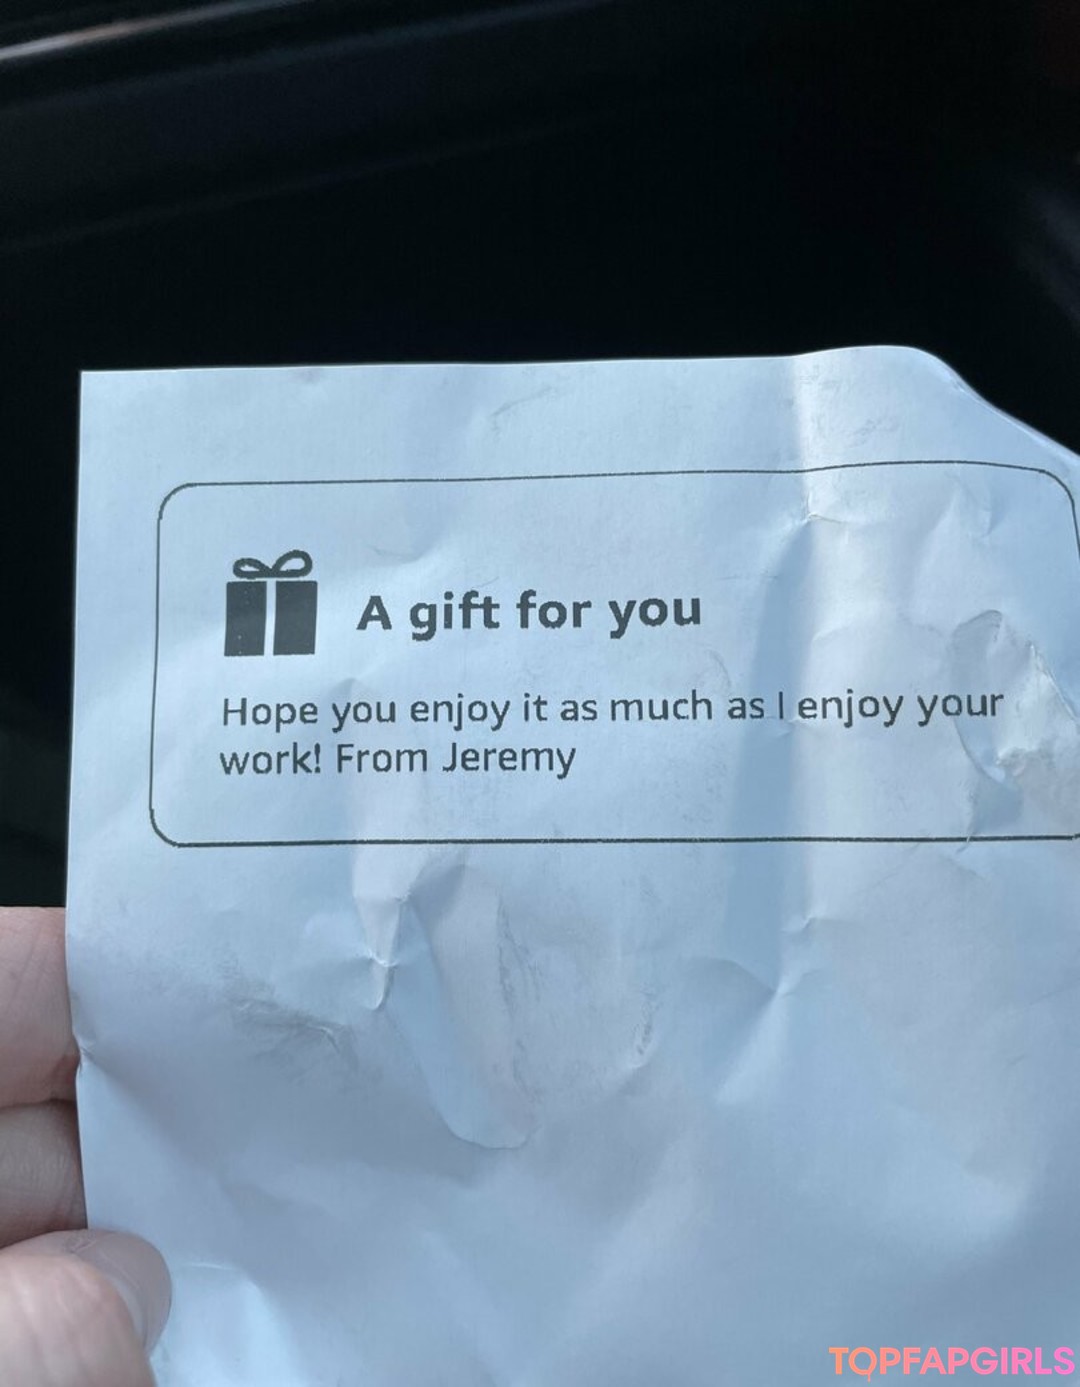 A gift for you
Hope you enjoy it as much as I enjoy your
work! From Jeremy
TOPFAPGIRLS